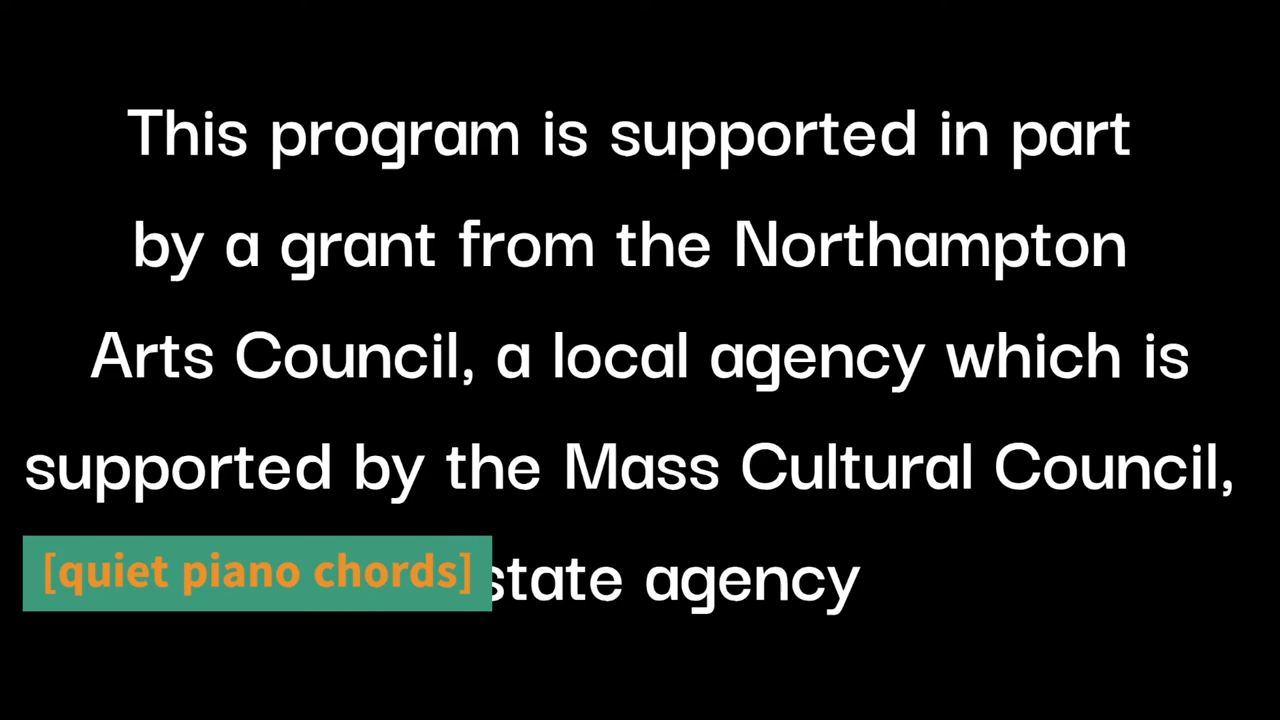 This program is supported in part
by a grant from the Northampton
Arts Council, a local agency which is
supported by the Mass Cultural Council,
[quiet piano chords]
state agency